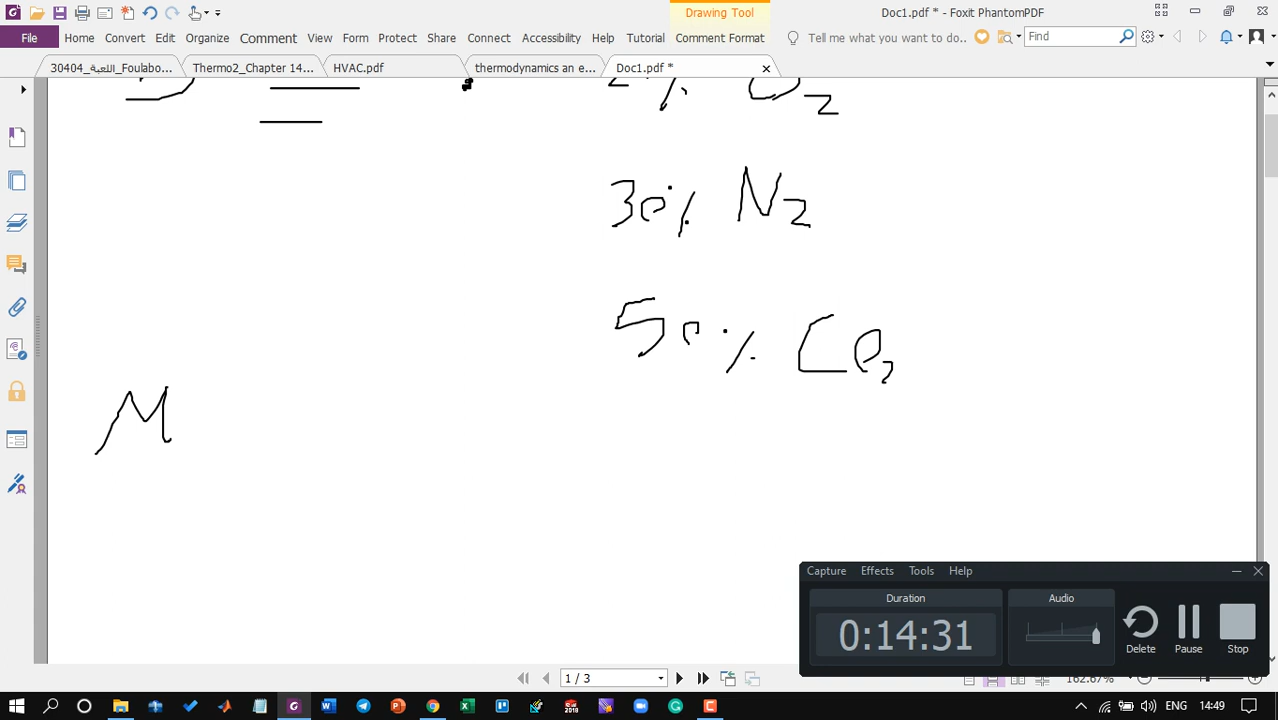 Drawing Tool
Doc1.pdf * - Foxit PhantomPDF
File Home Convert Edit Organize Comment View Form Protect Share Connect Accessibility Help Tutorial Comment Format Tell me what you want to do... Find
30404_اللعبة_Foulabo... Thermo2_Chapter 14... HVAC.pdf thermodynamics an e... Doc1.pdf *
30% N2
50% CO2
M
Capture Effects Tools Help
Duration Audio
0:14:31
Delete Pause Stop
1 / 3
162.67%
ENG 14:49